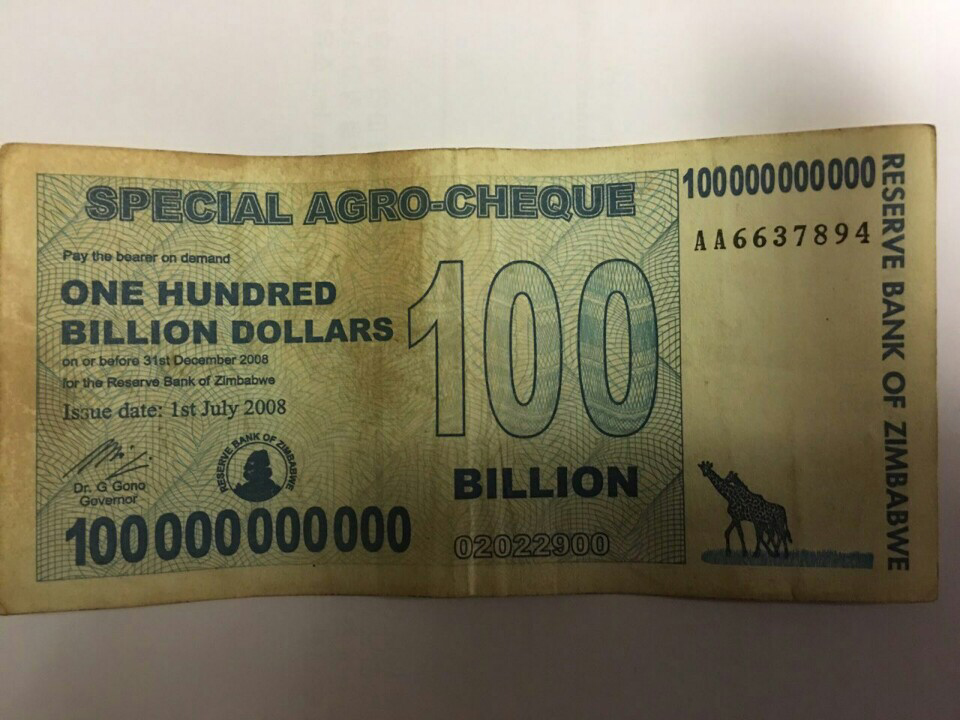 SPECIAL AGRO-CHEQUE
Pay the bearer on demand
ONE HUNDRED
BILLION DOLLARS
on or before 31st December 2008
for the Reserve Bank of Zimbabwe
Issue date: 1st July 2008
Dr. G Gono
Governor
RESERVE BANK OF ZIMBABWE
100000000000
100
BILLION
02022900
100000000000
AA6637894
RESERVE BANK OF ZIMBABWE